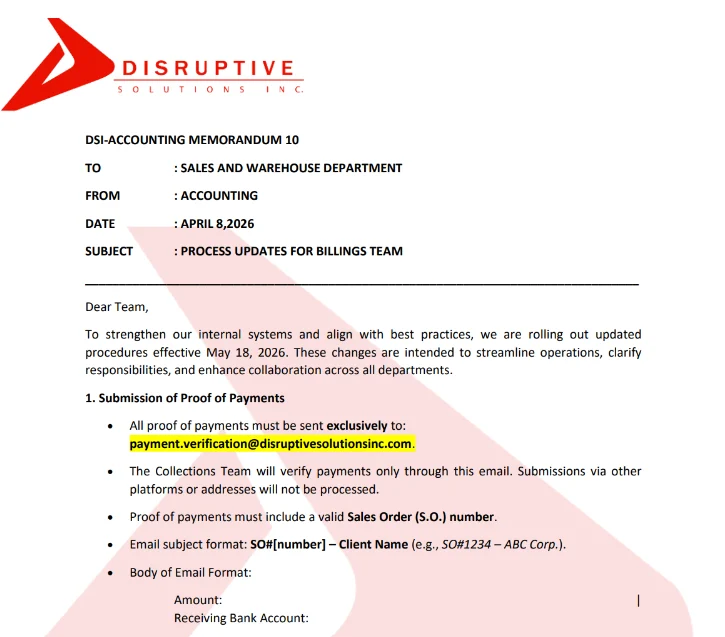 DISRUPTIVE
SOLUTIONS INC.
DSI-ACCOUNTING MEMORANDUM 10
TO : SALES AND WAREHOUSE DEPARTMENT
FROM : ACCOUNTING
DATE : APRIL 8,2026
SUBJECT : PROCESS UPDATES FOR BILLINGS TEAM
Dear Team,
To strengthen our internal systems and align with best practices, we are rolling out updated
procedures effective May 18, 2026. These changes are intended to streamline operations, clarify
responsibilities, and enhance collaboration across all departments.
1. Submission of Proof of Payments
• All proof of payments must be sent exclusively to:
payment.verification@disruptivesolutionsinc.com.
• The Collections Team will verify payments only through this email. Submissions via other
platforms or addresses will not be processed.
• Proof of payments must include a valid Sales Order (S.O.) number.
• Email subject format: SO#[number] – Client Name (e.g., SO#1234 – ABC Corp.).
• Body of Email Format:
Amount: |
Receiving Bank Account: